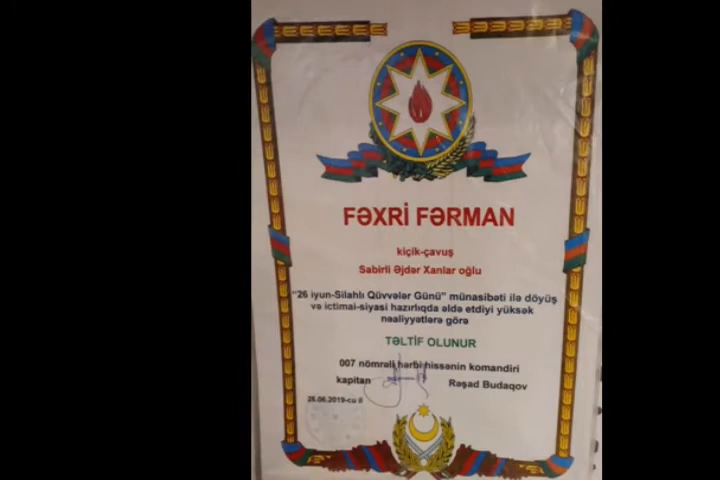 FƏXRİ FƏRMAN
kiçik-çavuş
Sabirli Əjdər Xanlar oğlu
"26 iyun-Silahlı Qüvvələr Günü" münasibəti ilə döyüş
və ictimai-siyasi hazırlıqda əldə etdiyi yüksək
nəaliyyətlərə görə
TƏLTİF OLUNUR
007 nömrəli hərbi hissənin komandiri
kapitan Rəşad Budaqov
26.06.2019-cu il